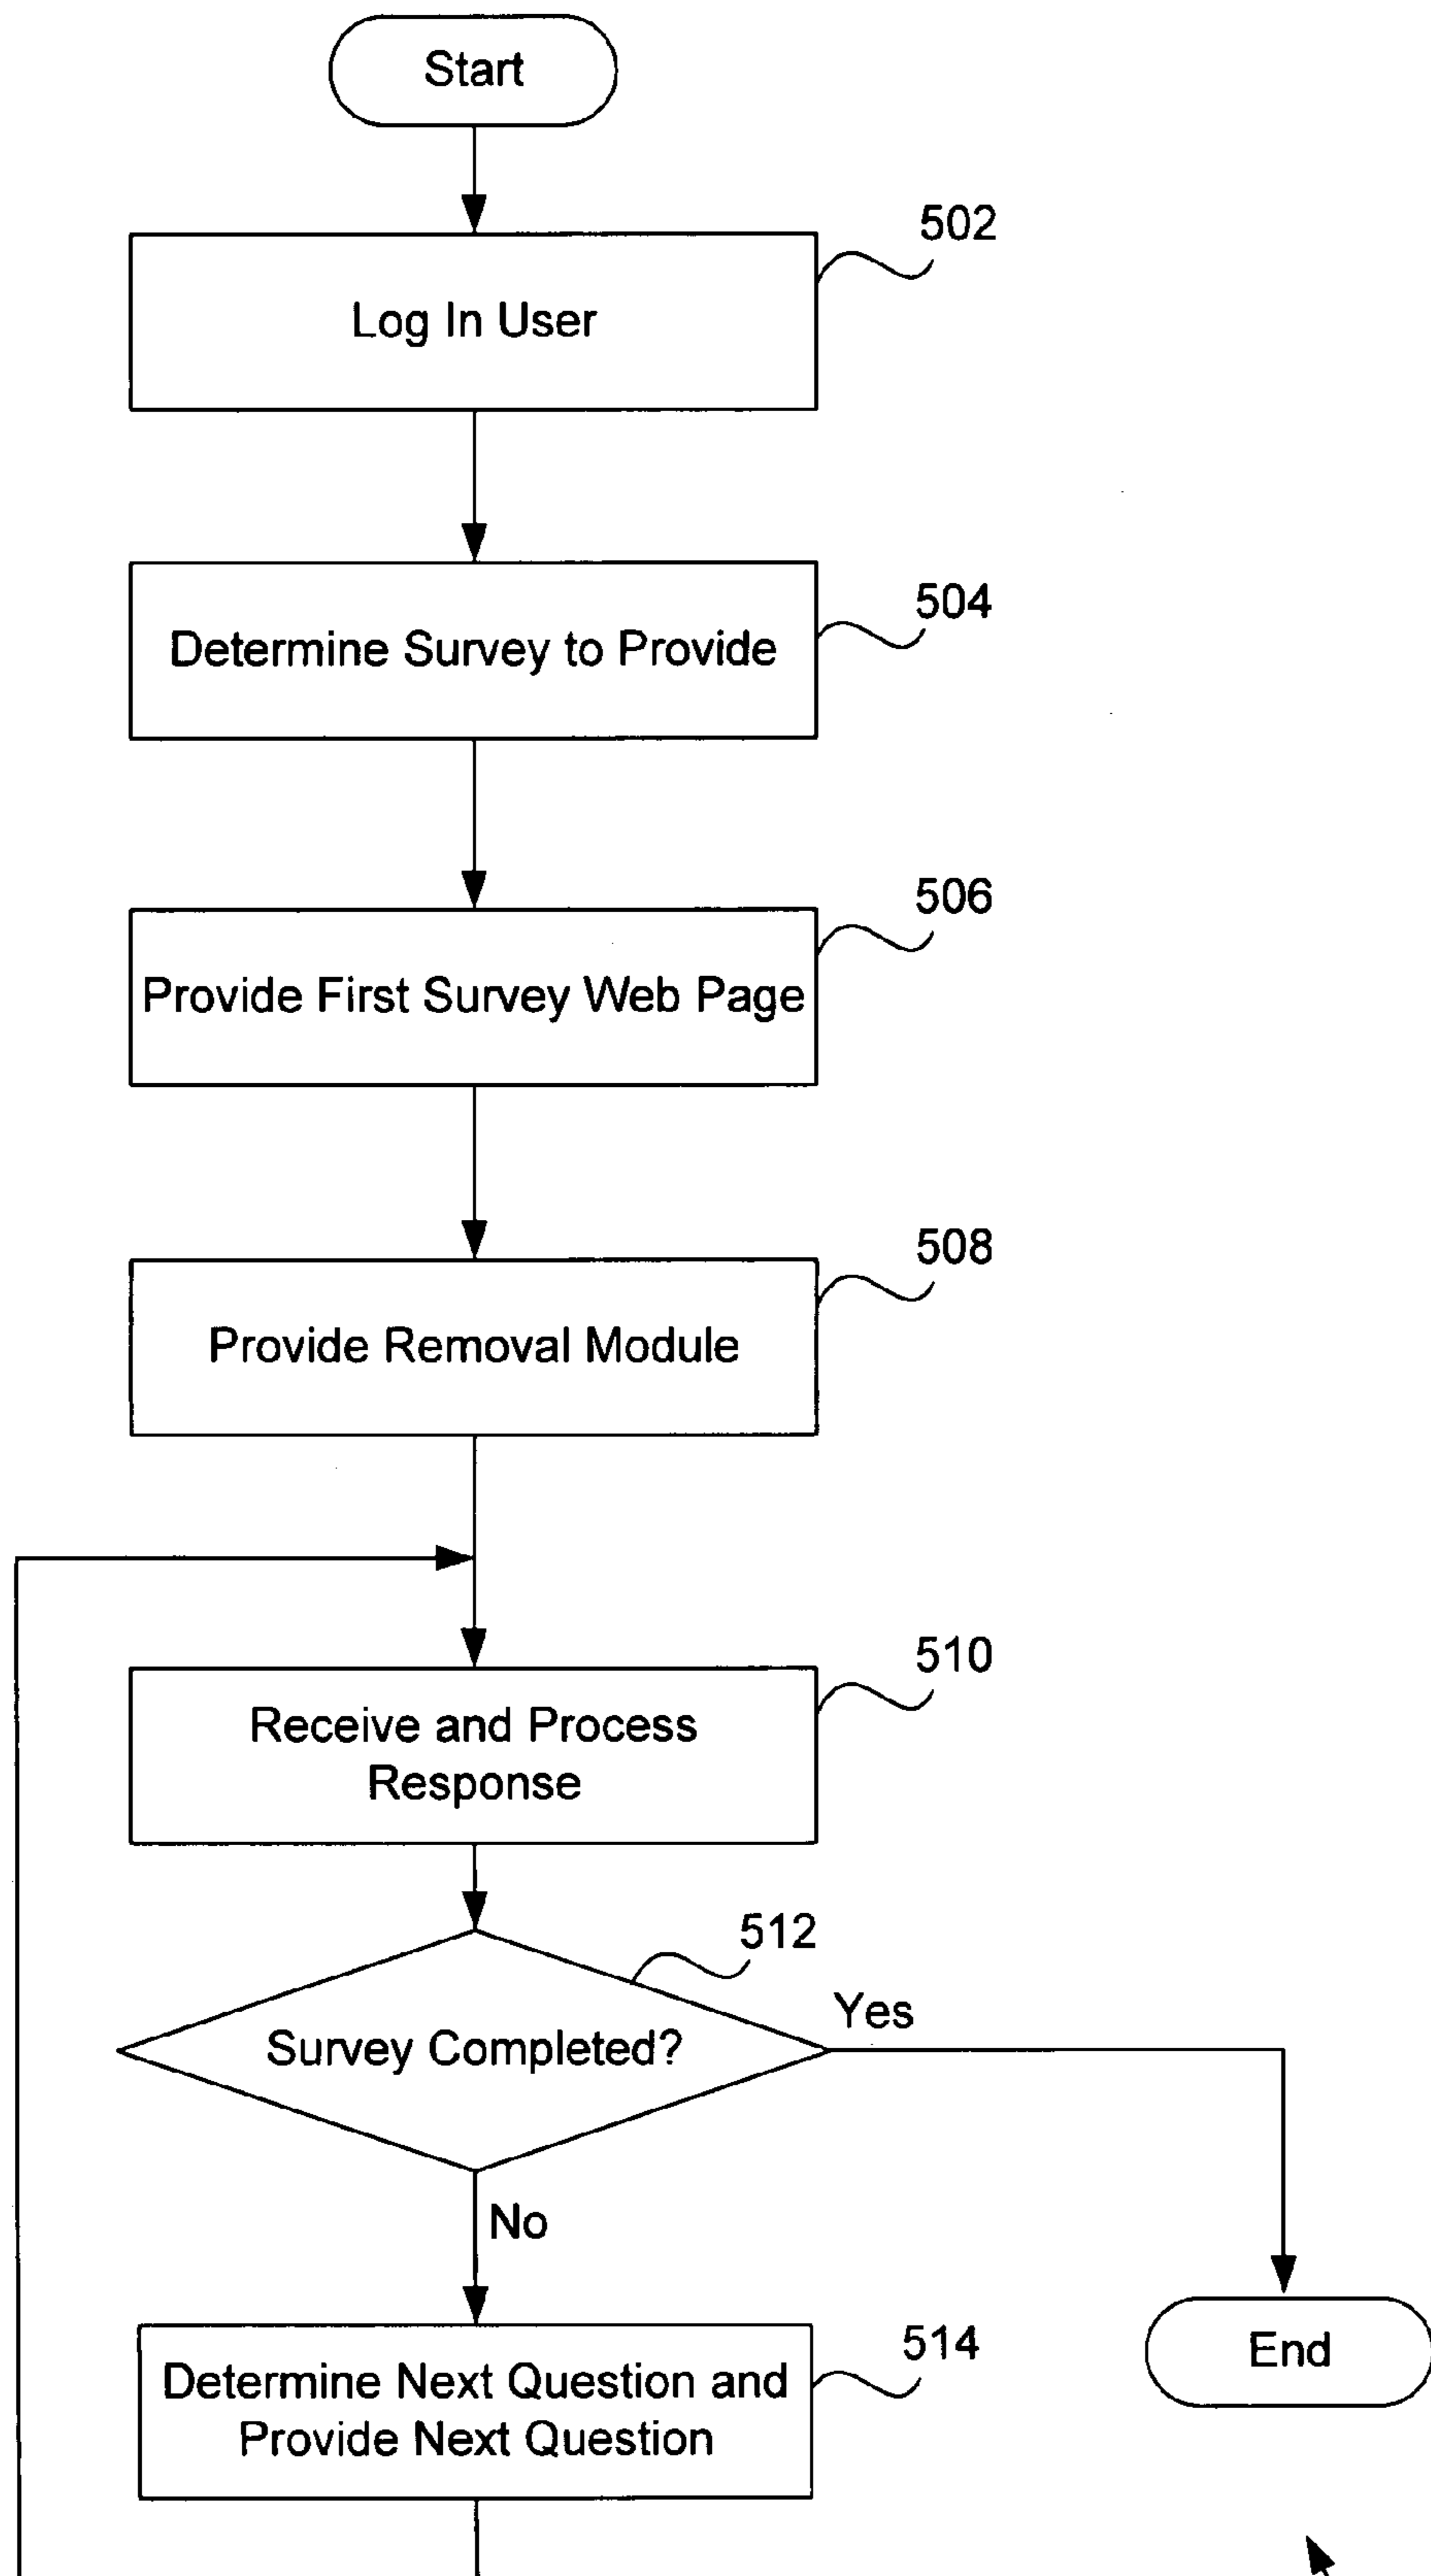 Start
502
Log In User
504
Determine Survey to Provide
506
Provide First Survey Web Page
508
Provide Removal Module
510
Receive and Process
Response
512
Survey Completed?
Yes
No
514
Determine Next Question and
Provide Next Question
End